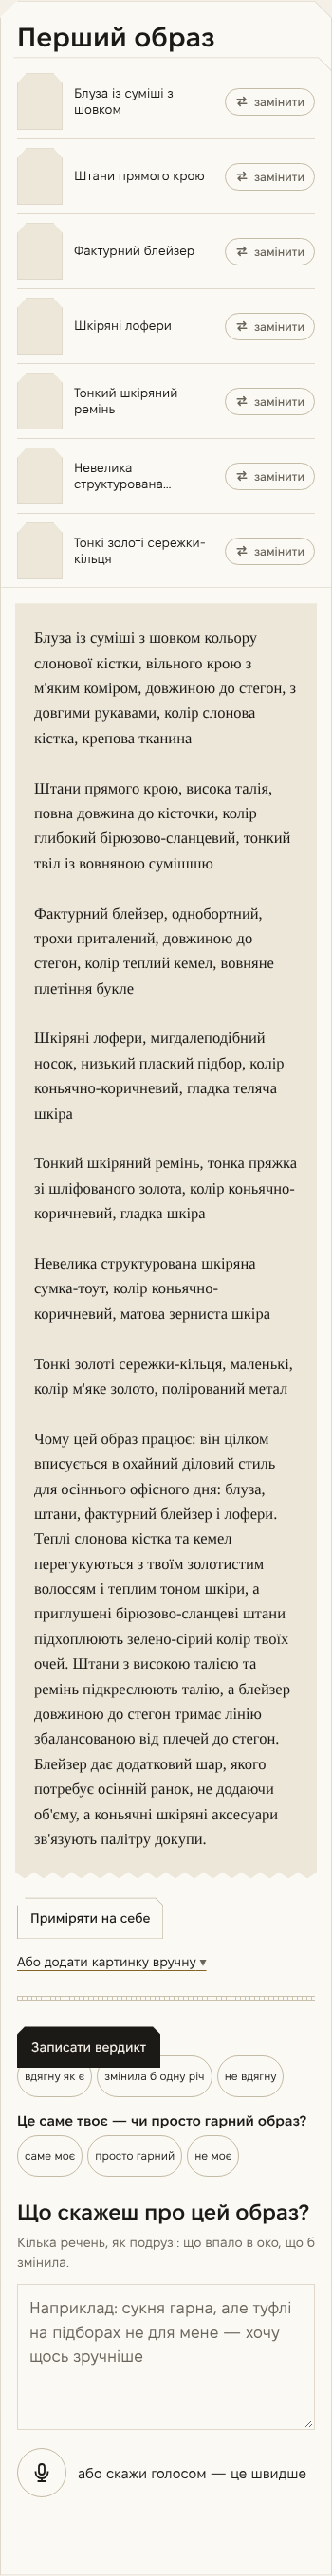 Перший образ
Блуза із суміші з
шовком
замінити
Штани прямого крою
замінити
Фактурний блейзер
замінити
Шкіряні лофери
замінити
Тонкий шкіряний
ремінь
замінити
Невелика
структурована...
замінити
Тонкі золоті сережки-
кільця
замінити
Блуза із суміші з шовком кольору
слонової кістки, вільного крою з
м'яким коміром, довжиною до стегон, з
довгими рукавами, колір слонова
кістка, крепова тканина
Штани прямого крою, висока талія,
повна довжина до кісточки, колір
глибокий бірюзово-сланцевий, тонкий
твіл із вовняною сумішшю
Фактурний блейзер, однобортний,
трохи приталений, довжиною до
стегон, колір теплий кемел, вовняне
плетіння букле
Шкіряні лофери, мигдалеподібний
носок, низький плаский підбор, колір
коньячно-коричневий, гладка теляча
шкіра
Тонкий шкіряний ремінь, тонка пряжка
зі шліфованого золота, колір коньячно-
коричневий, гладка шкіра
Невелика структурована шкіряна
сумка-тоут, колір коньячно-
коричневий, матова зерниста шкіра
Тонкі золоті сережки-кільця, маленькі,
колір м'яке золото, полірований метал
Чому цей образ працює: він цілком
вписується в охайний діловий стиль
для осіннього офісного дня: блуза,
штани, фактурний блейзер і лофери.
Теплі слонова кістка та кемел
перегукуються з твоїм золотистим
волоссям і теплим тоном шкіри, а
приглушені бірюзово-сланцеві штани
підхоплюють зелено-сірий колір твоїх
очей. Штани з високою талією та
ремінь підкреслюють талію, а блейзер
довжиною до стегон тримає лінію
збалансованою від плечей до стегон.
Блейзер дає додатковий шар, якого
потребує осінній ранок, не додаючи
об'єму, а коньячні шкіряні аксесуари
зв'язують палітру докупи.
Приміряти на себе
Або додати картинку вручну ▾
Записати вердикт
вдягну як є
змінила б одну річ
не вдягну
Це саме твоє — чи просто гарний образ?
саме моє
просто гарний
не моє
Що скажеш про цей образ?
Кілька речень, як подрузі: що впало в око, що б
змінила.
Наприклад: сукня гарна, але туфлі
на підборах не для мене — хочу
щось зручніше
або скажи голосом — це швидше